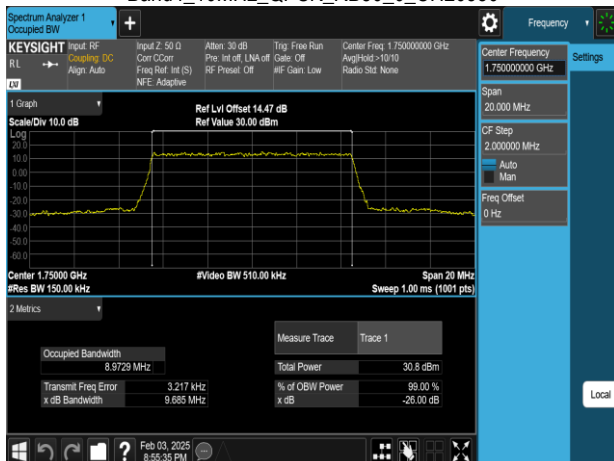 Spectrum Analyzer 1
Occupied BW
+
Frequency
KEYSIGHT
RL
LXI
Input: RF
Coupling: DC
Align: Auto
Input Z: 50 Ω
Corr CCorr
Freq Ref: Int (S)
NFE: Adaptive
Atten: 30 dB
Pre: Int off, LNA off
RF Presel: Off
Trig: Free Run
Gate: Off
#IF Gain: Low
Center Freq: 1.750000000 GHz
Avg|Hold:>10/10
Radio Std: None
Center Frequency
1.750000000 GHz
Settings
Span
20.000 MHz
CF Step
2.000000 MHz
Auto
Man
Freq Offset
0 Hz
Local
1 Graph
Scale/Div 10.0 dB
Ref Lvl Offset 14.47 dB
Ref Value 30.00 dBm
Log
20.0
10.0
0.00
-10.0
-20.0
-30.0
-40.0
-50.0
-60.0
Center 1.75000 GHz
#Video BW 510.00 kHz
Span 20 MHz
#Res BW 150.00 kHz
Sweep 1.00 ms (1001 pts)
2 Metrics
Measure Trace
Trace 1
Occupied Bandwidth
8.9729 MHz
Total Power
30.8 dBm
Transmit Freq Error
3.217 kHz
% of OBW Power
99.00 %
x dB Bandwidth
9.685 MHz
x dB
-26.00 dB
?
Feb 03, 2025
8:55:35 PM